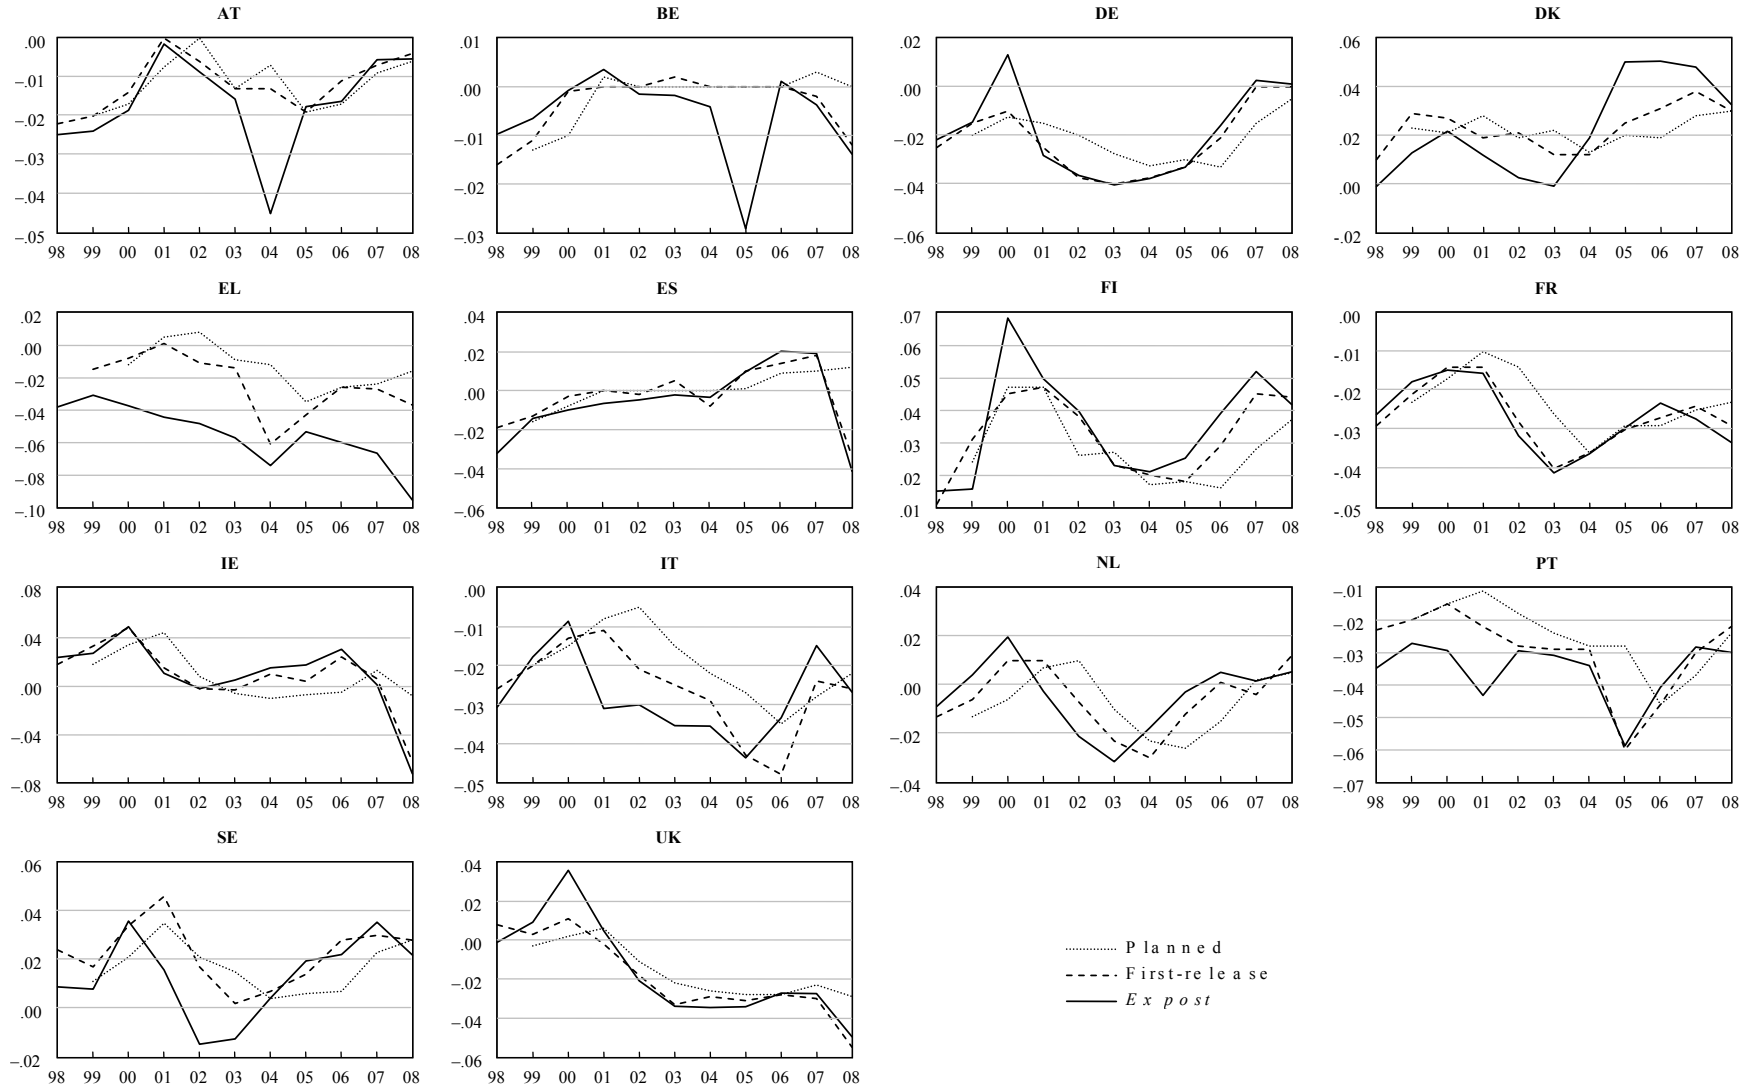 AT BE DE DK
.00 .01 .02 .06
–.01 .00 .00 .04
–.02 –.01 –.02 .02
–.03 –.02 –.04 .00
–.04 –.03 –.06 -.02
–.05
98 99 00 01 02 03 04 05 06 07 08 98 99 00 01 02 03 04 05 06 07 08 98 99 00 01 02 03 04 05 06 07 08 98 99 00 01 02 03 04 05 06 07 08
EL ES FI FR
.02 .04 .07 .00
.00 .02 .06 -.01
–.02 .00 .05 -.02
–.04 –.02 .04 -.03
–.06 –.04 .03 -.04
–.08 –.06 .02 -.05
–.10 .01
98 99 00 01 02 03 04 05 06 07 08 98 99 00 01 02 03 04 05 06 07 08 98 99 00 01 02 03 04 05 06 07 08 98 99 00 01 02 03 04 05 06 07 08
IE IT NL PT
.08 .00 .04 –.01
.04 –.01 .02 –.02
.00 –.02 .00 –.03
–.04 –.03 –.02 –.04
–.08 –.04 –.04 –.05
–.05 –.06
–.07
98 99 00 01 02 03 04 05 06 07 08 98 99 00 01 02 03 04 05 06 07 08 98 99 00 01 02 03 04 05 06 07 08 98 99 00 01 02 03 04 05 06 07 08
SE UK
.06 .04
.04 .02
.02 .00
.00 –.02
–.02 –.04
–.06
98 99 00 01 02 03 04 05 06 07 08 98 99 00 01 02 03 04 05 06 07 08
Planned
First-release
Ex post